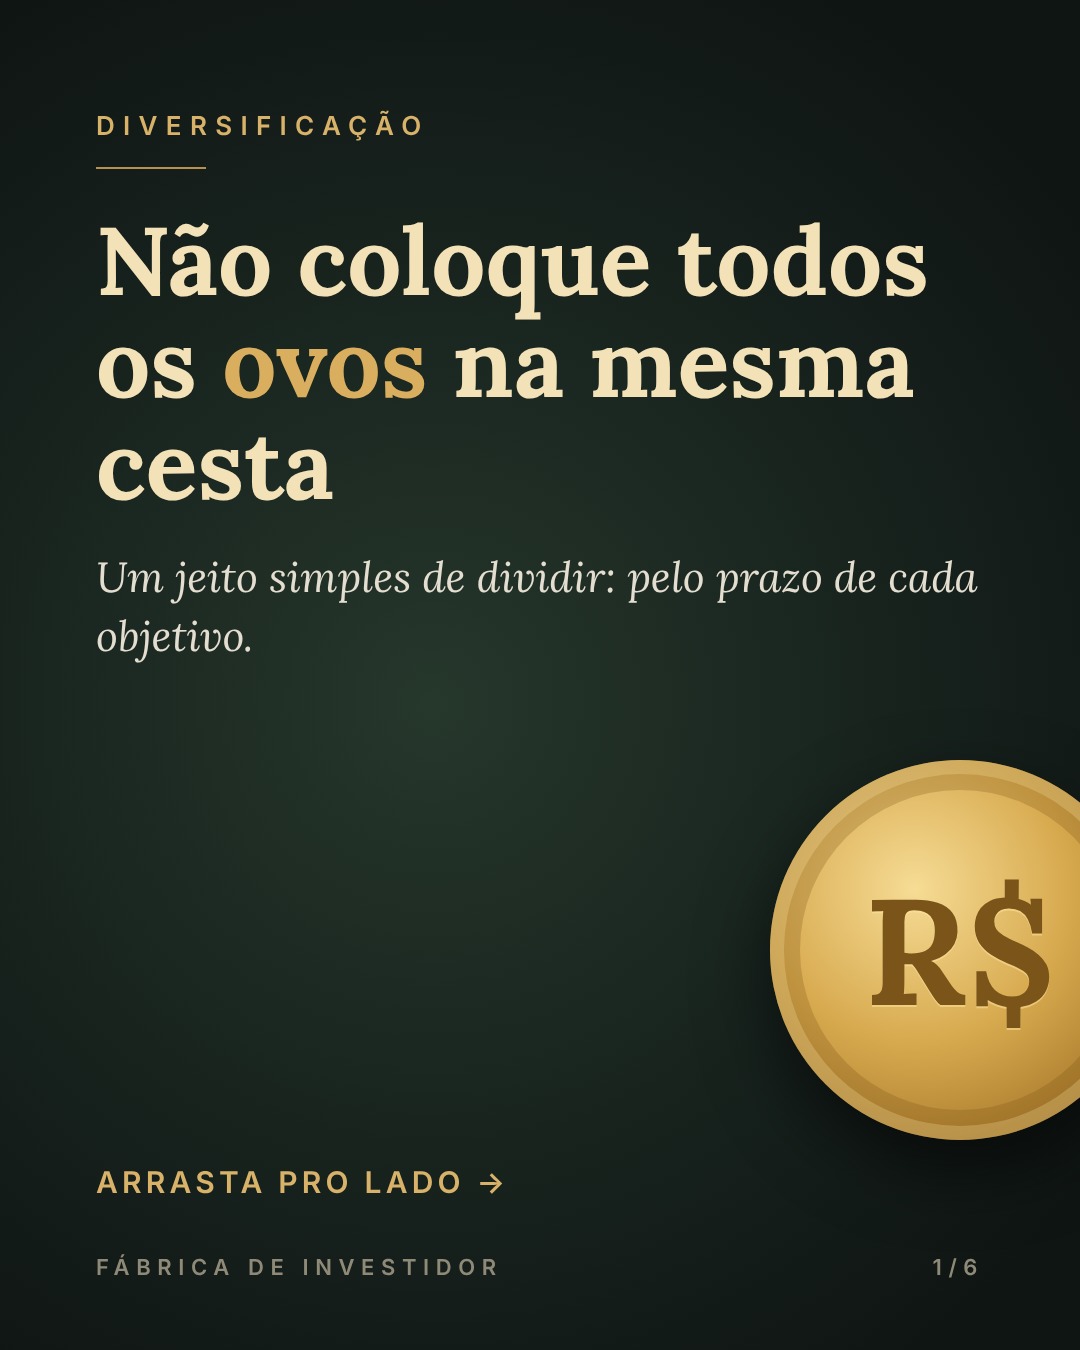 DIVERSIFICAÇÃO
Não coloque todos
os ovos na mesma
cesta
Um jeito simples de dividir: pelo prazo de cada
objetivo.
R$
ARRASTA PRO LADO →
FÁBRICA DE INVESTIDOR
1/6